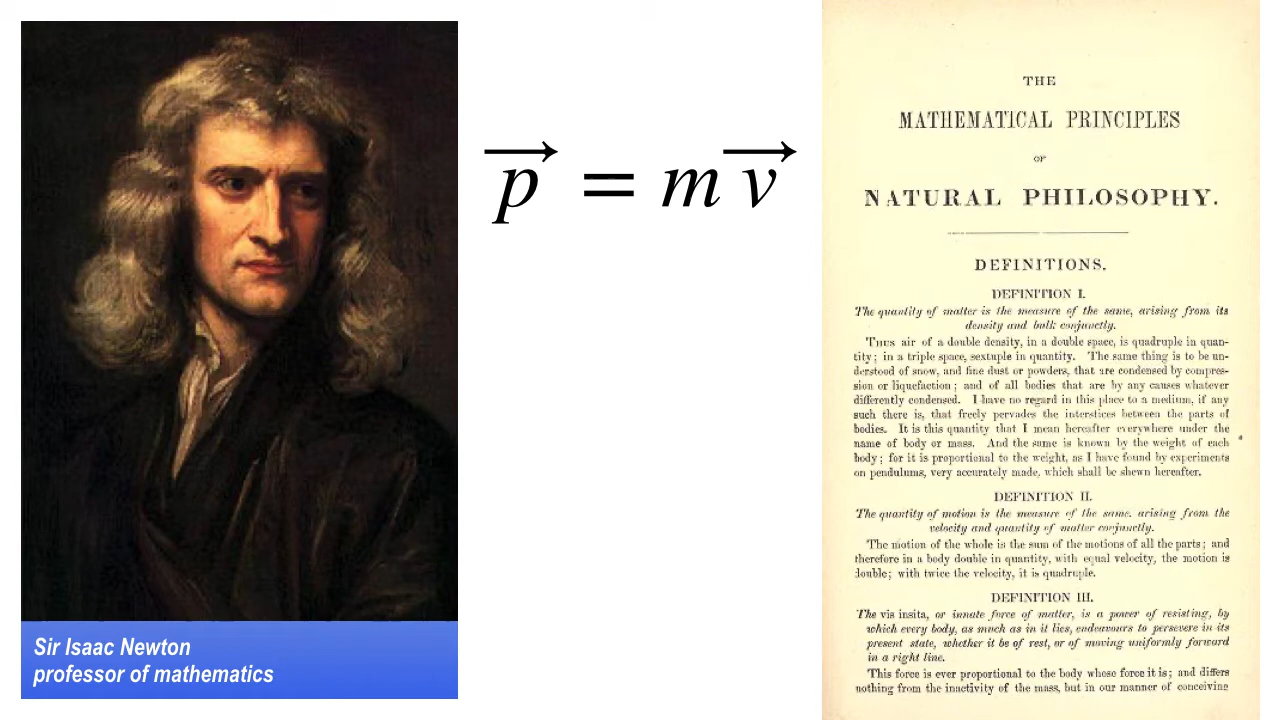 Sir Isaac Newton
professor of mathematics
p⃗ = m v⃗
THE
MATHEMATICAL PRINCIPLES
OF
NATURAL PHILOSOPHY.
DEFINITIONS.
DEFINITION I.
The quantity of matter is the measure of the same, arising from its
density and bulk conjunctly.
Thus air of a double density, in a double space, is quadruple in quan-
tity; in a triple space, sextuple in quantity. The same thing is to be un-
derstood of snow, and fine dust or powders, that are condensed by compres-
sion or liquefaction; and of all bodies that are by any causes whatever
differently condensed. I have no regard in this place to a medium, if any
such there is, that freely pervades the interstices between the parts of
bodies. It is this quantity that I mean hereafter everywhere under the
name of body or mass. And the same is known by the weight of each
body; for it is proportional to the weight, as I have found by experiments
on pendulums, very accurately made, which shall be shewn hereafter.
DEFINITION II.
The quantity of motion is the measure of the same, arising from the
velocity and quantity of matter conjunctly.
The motion of the whole is the sum of the motions of all the parts; and
therefore in a body double in quantity, with equal velocity, the motion is
double; with twice the velocity, it is quadruple.
DEFINITION III.
The vis insita, or innate force of matter, is a power of resisting, by
which every body, as much as in it lies, endeavours to persevere in its
present state, whether it be of rest, or of moving uniformly forward
in a right line.
This force is ever proportional to the body whose force it is; and differs
nothing from the inactivity of the mass, but in our manner of conceiving